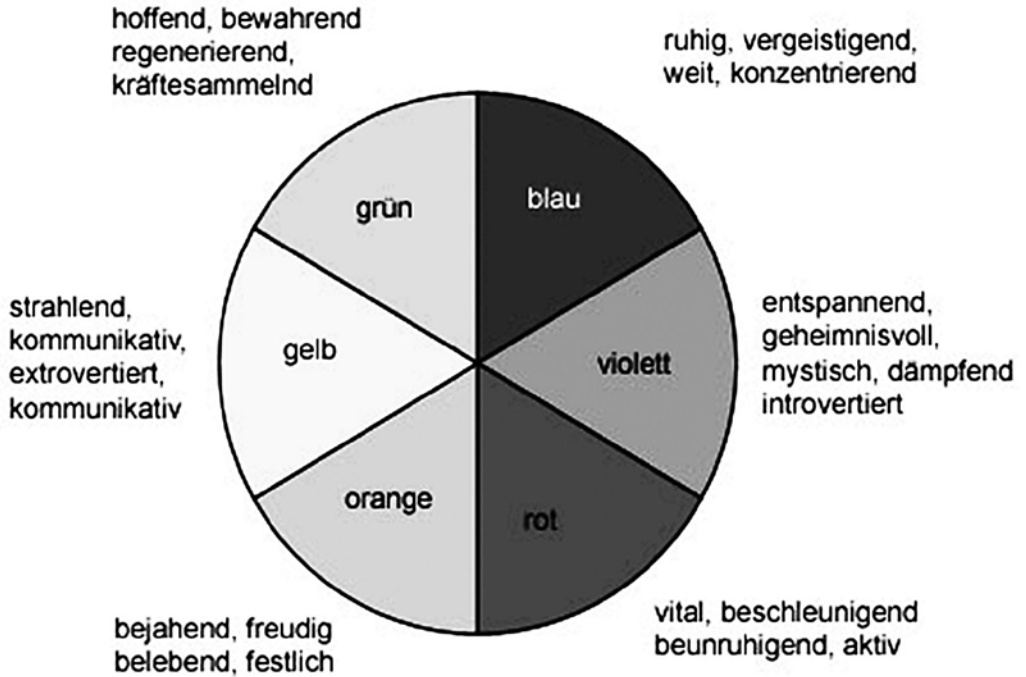 hoffend, bewahrend
regenerierend,
kräftesammelnd
ruhig, vergeistigend,
weit, konzentrierend
grün
blau
strahlend,
kommunikativ,
extrovertiert,
kommunikativ
gelb
violett
entspannend,
geheimnisvoll,
mystisch, dämpfend
introvertiert
orange
rot
bejahend, freudig
belebend, festlich
vital, beschleunigend
beunruhigend, aktiv